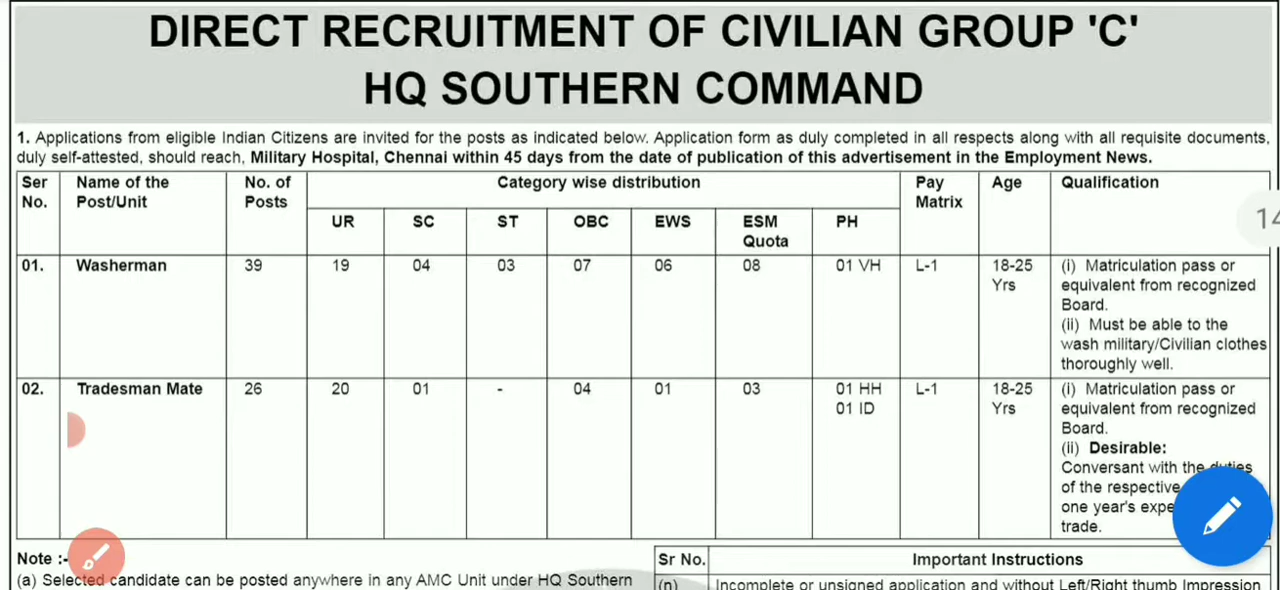 DIRECT RECRUITMENT OF CIVILIAN GROUP 'C'
HQ SOUTHERN COMMAND
1. Applications from eligible Indian Citizens are invited for the posts as indicated below. Application form as duly completed in all respects along with all requisite documents,
duly self-attested, should reach, Military Hospital, Chennai within 45 days from the date of publication of this advertisement in the Employment News.
Ser No. Name of the Post/Unit No. of Posts Category wise distribution Pay Matrix Age Qualification
UR SC ST OBC EWS ESM Quota PH
01. Washerman 39 19 04 03 07 06 08 01 VH L-1 18-25 Yrs (i) Matriculation pass or
equivalent from recognized
Board.
(ii) Must be able to the
wash military/Civilian clothes
thoroughly well.
02. Tradesman Mate 26 20 01 - 04 01 03 01 HH 01 ID L-1 18-25 Yrs (i) Matriculation pass or
equivalent from recognized
Board.
(ii) Desirable:
Conversant with the duties
of the respective
one year's
trade.
Note :-
(a) Selected candidate can be posted anywhere in any AMC Unit under HQ Southern
Sr No. Important Instructions
(n) Incomplete or unsigned application and without Left/Right thumb Impression